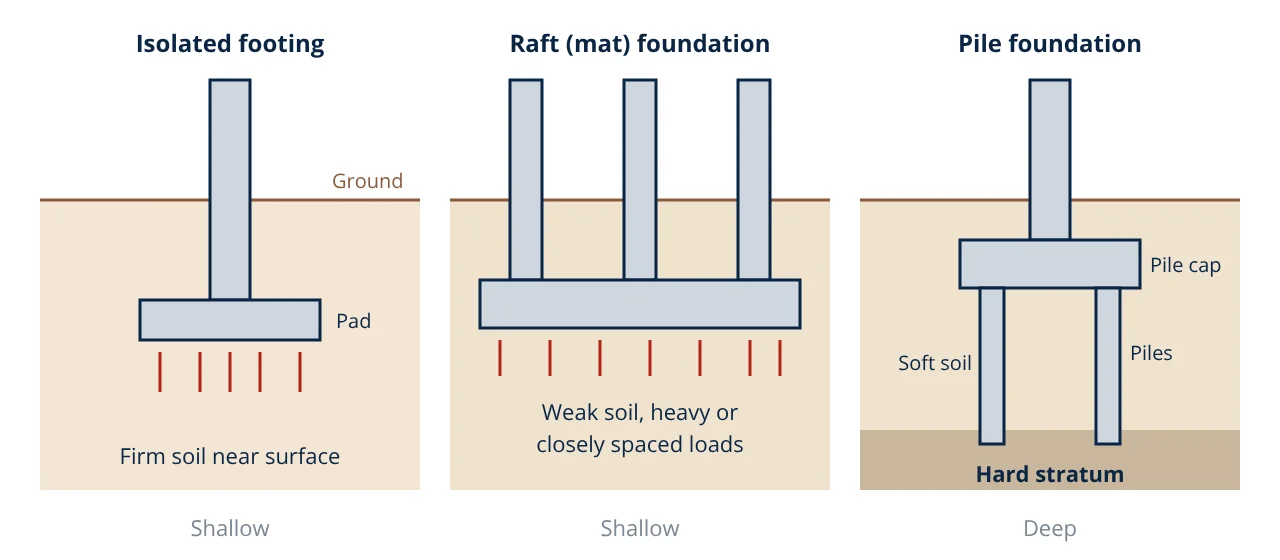 Isolated footing
Raft (mat) foundation
Pile foundation
Ground
Pad
Firm soil near surface
Weak soil, heavy or
closely spaced loads
Pile cap
Soft soil
Piles
Hard stratum
Shallow
Shallow
Deep